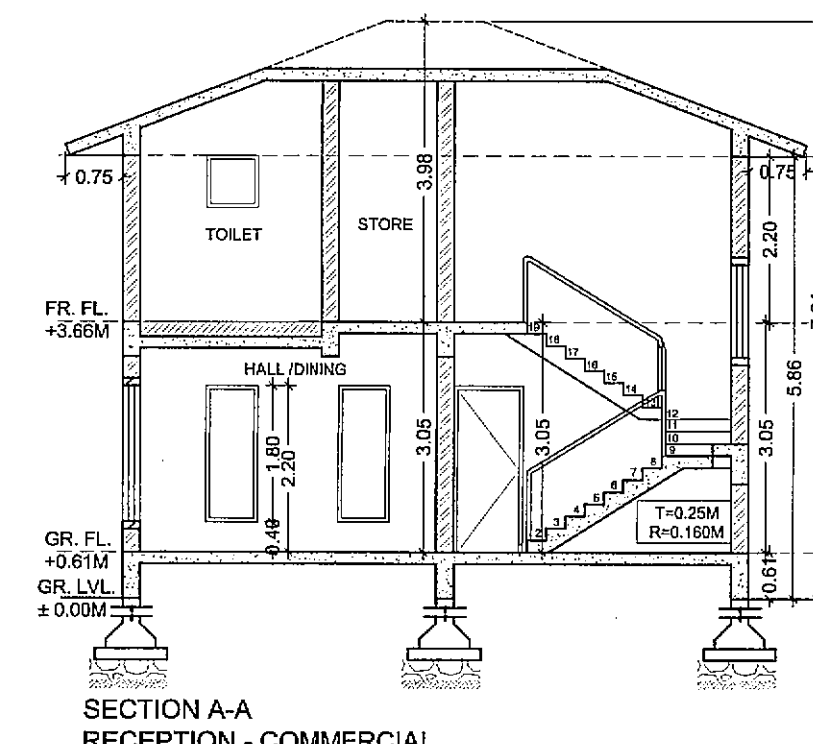 0.75
0.75
3.98
2.20
TOILET
STORE
FR. FL.
+3.66M
19
18
17
16
15
14
13
12
11
10
9
8
7
6
5
4
3
2
HALL /DINING
1.80
2.20
0.40
3.05
3.05
3.05
5.86
T=0.25M
R=0.160M
GR. FL.
+0.61M
0.61
GR. LVL.
± 0.00M
SECTION A-A
RECEPTION - COMMERCIAL